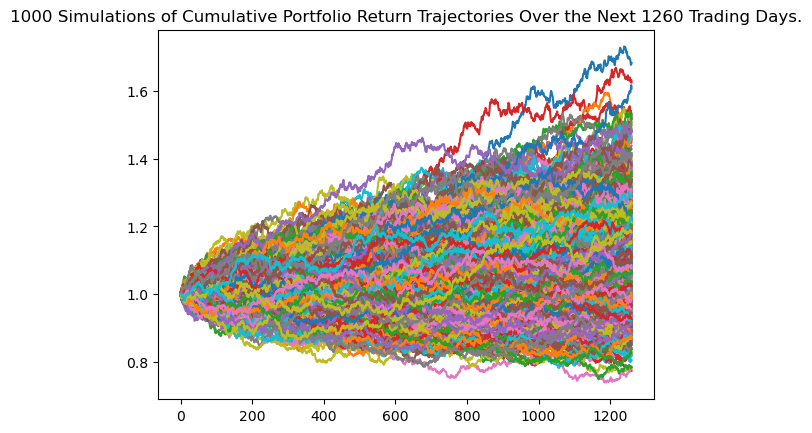 1000 Simulations of Cumulative Portfolio Return Trajectories Over the Next 1260 Trading Days.
1.6
1.4
1.2
1.0
0.8
0 200 400 600 800 1000 1200